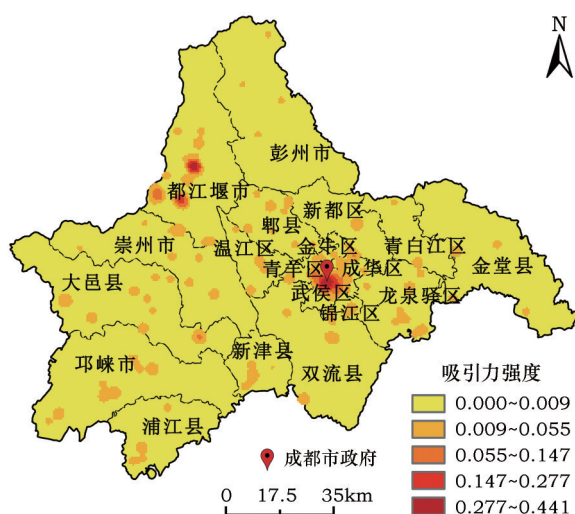 N
彭州市
都江堰市
新都区
郫县
崇州市
温江区
金牛区
青白江区
金堂县
大邑县
青羊区
成华区
武侯区
龙泉驿区
锦江区
邛崃市
新津县
双流县
蒲江县
吸引力强度
0.000~0.009
0.009~0.055
0.055~0.147
0.147~0.277
0.277~0.441
成都市政府
0 17.5 35km